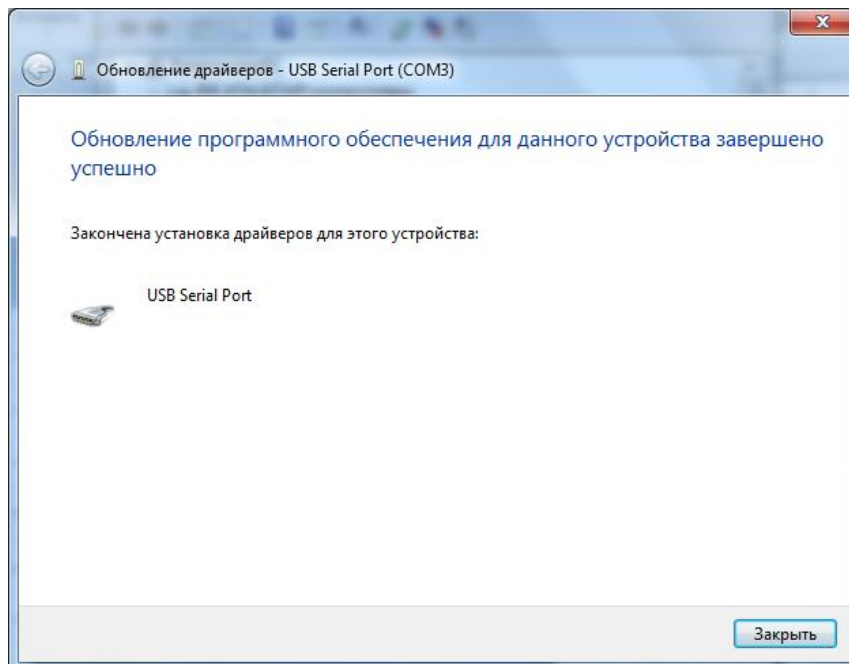 Обновление драйверов - USB Serial Port (COM3)
Обновление программного обеспечения для данного устройства завершено
успешно
Закончена установка драйверов для этого устройства:
USB Serial Port
Закрыть